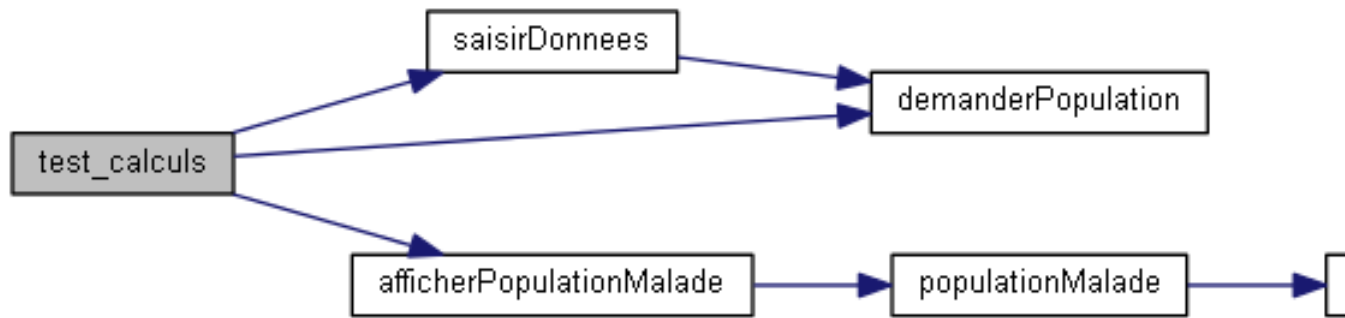 saisirDonnees
demanderPopulation
test_calculs
afficherPopulationMalade
populationMalade